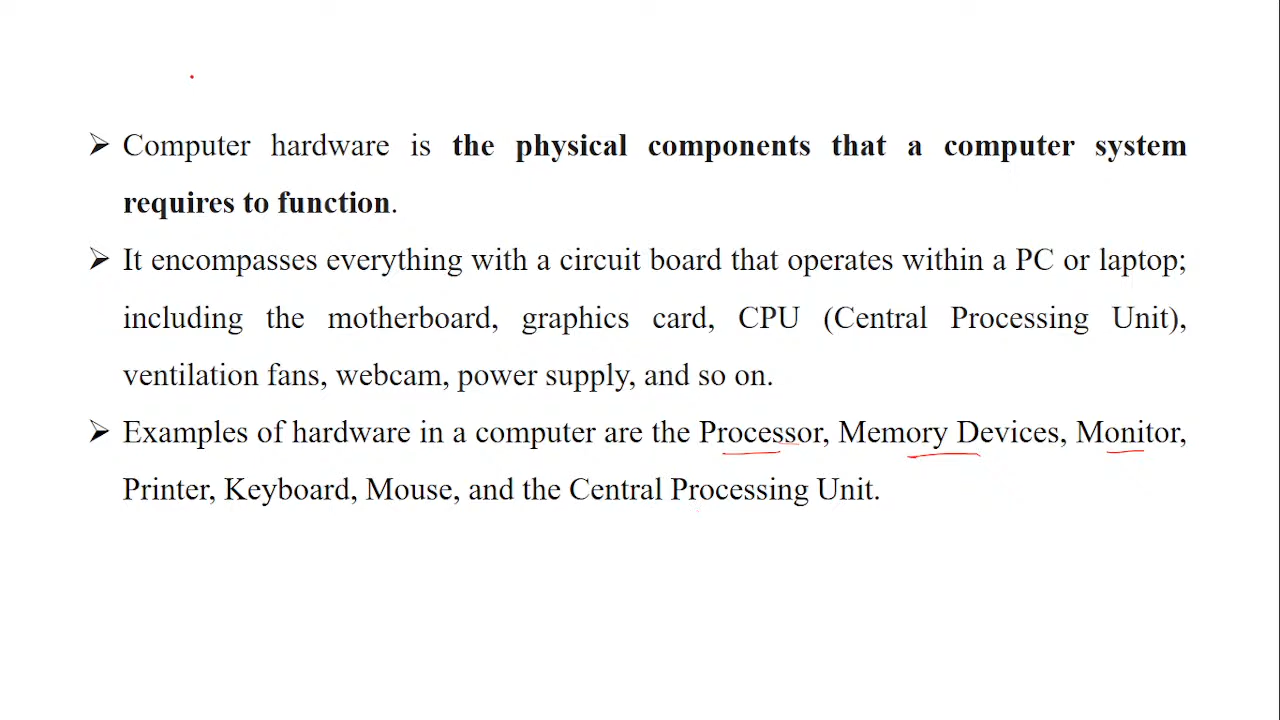 ➢ Computer hardware is the physical components that a computer system
requires to function.
➢ It encompasses everything with a circuit board that operates within a PC or laptop;
including the motherboard, graphics card, CPU (Central Processing Unit),
ventilation fans, webcam, power supply, and so on.
➢ Examples of hardware in a computer are the Processor, Memory Devices, Monitor,
Printer, Keyboard, Mouse, and the Central Processing Unit.